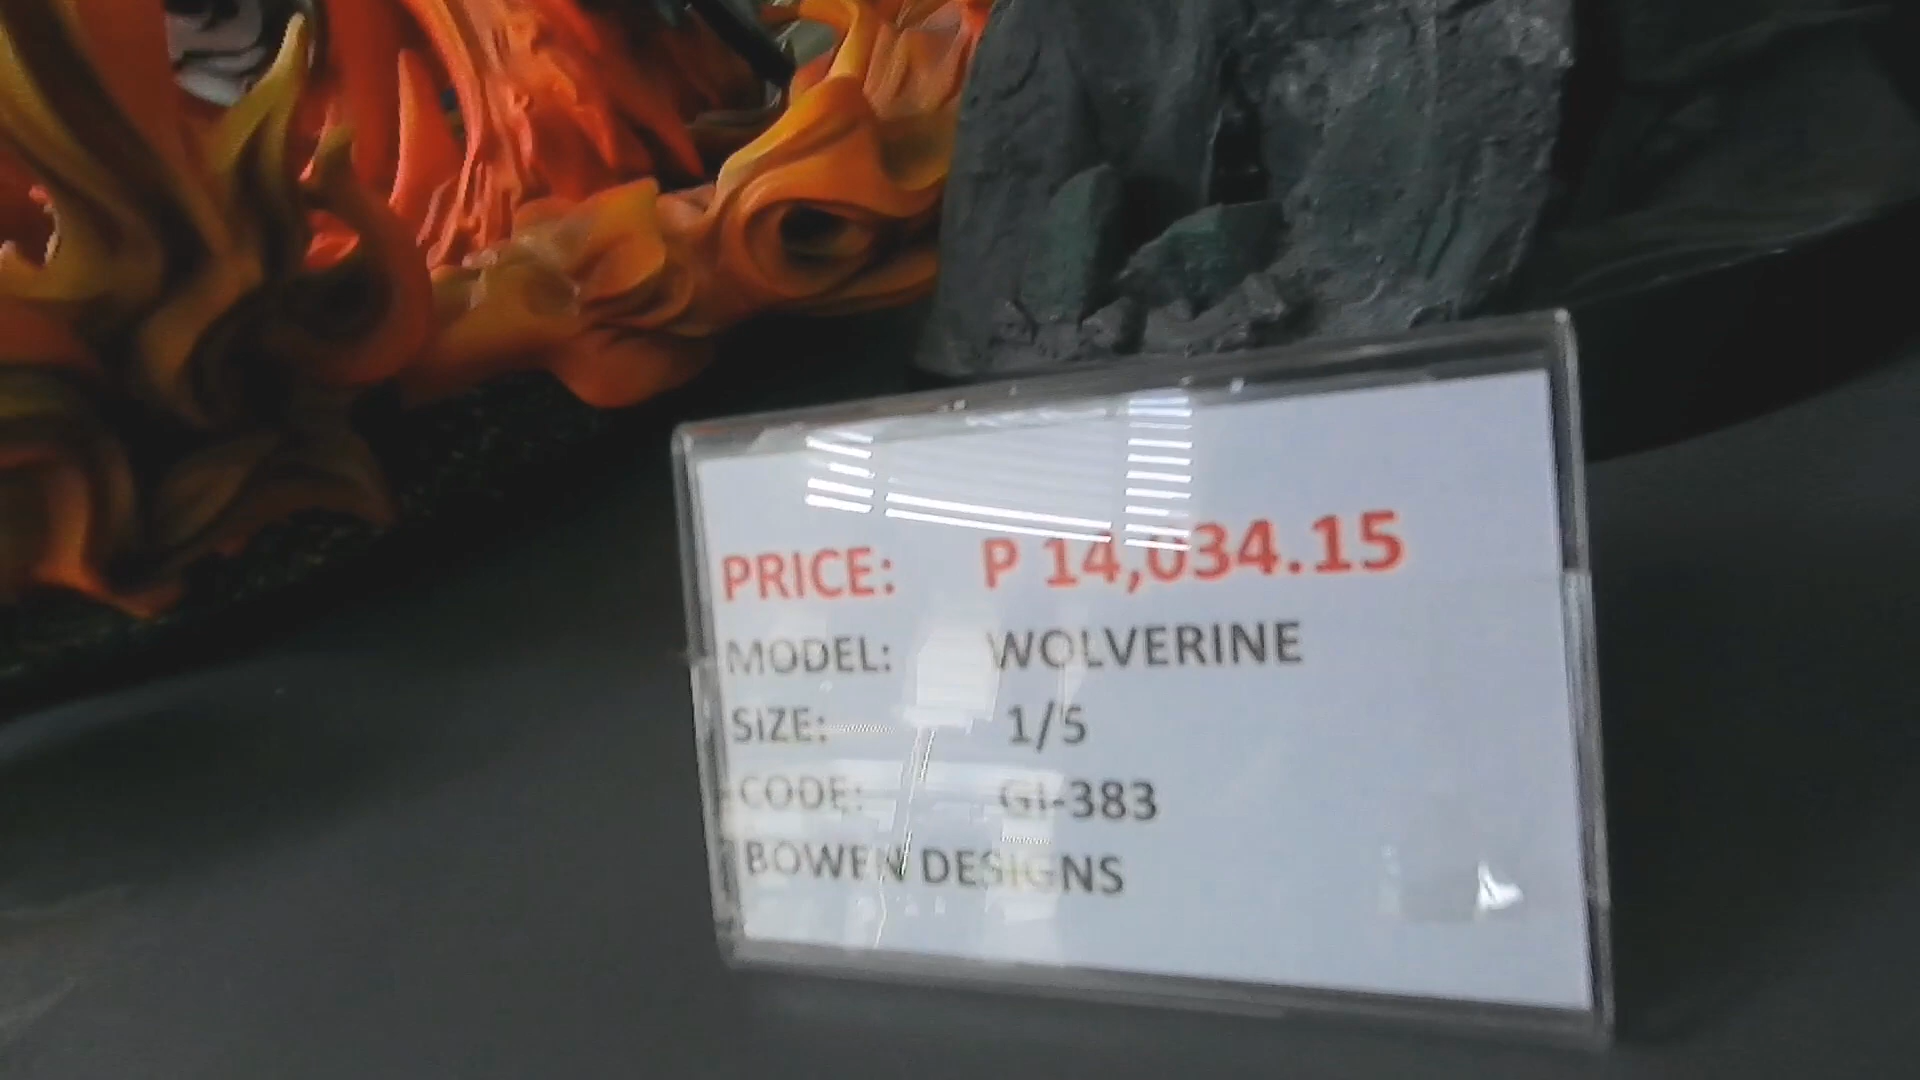 PRICE: P 14,034.15
MODEL: WOLVERINE
SIZE: 1/5
CODE: GI-383
BOWEN DESIGNS